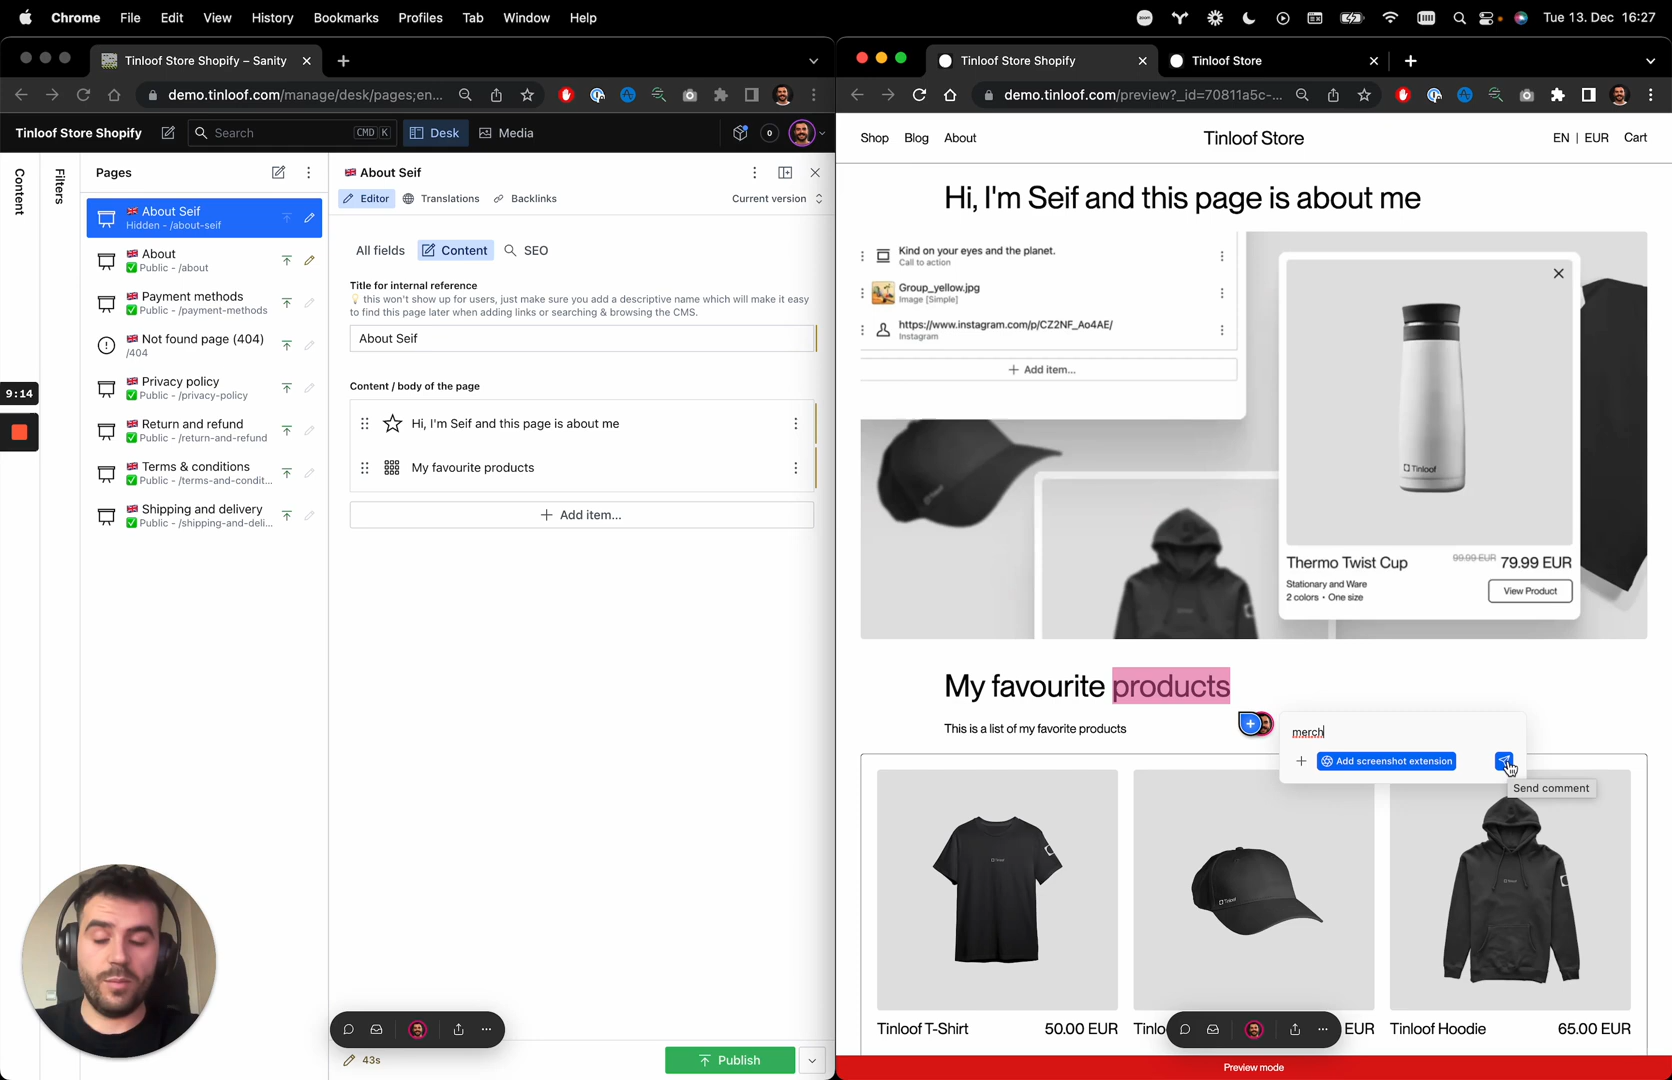 Chrome File Edit View History Bookmarks Profiles Tab Window Help
zoom
Tue 13. Dec 16:27
Tinloof Store Shopify – Sanity
demo.tinloof.com/manage/desk/pages;en...
Tinloof Store Shopify
Search CMD K
Desk
Media
0
Content
Filters
Pages
About Seif
Hidden - /about-seif
About
Public - /about
Payment methods
Public - /payment-methods
Not found page (404)
/404
Privacy policy
Public - /privacy-policy
Return and refund
Public - /return-and-refund
Terms & conditions
Public - /terms-and-condit...
Shipping and delivery
Public - /shipping-and-deli...
9:14
About Seif
Editor Translations Backlinks
Current version
All fields Content SEO
Title for internal reference
this won't show up for users, just make sure you add a descriptive name which will make it easy
to find this page later when adding links or searching & browsing the CMS.
About Seif
Content / body of the page
Hi, I'm Seif and this page is about me
My favourite products
Add item...
43s
Publish
Tinloof Store Shopify
Tinloof Store
demo.tinloof.com/preview?_id=70811a5c-...
Shop Blog About
Tinloof Store
EN | EUR Cart
Hi, I'm Seif and this page is about me
Kind on your eyes and the planet.
Call to action
Group_yellow.jpg
Image [Simple]
https://www.instagram.com/p/CZ2NF_Ao4AE/
Instagram
Add item...
Tinloof
Thermo Twist Cup
99.99 EUR 79.99 EUR
Stationary and Ware
2 colors • One size
View Product
My favourite products
This is a list of my favorite products
merch
Add screenshot extension
Send comment
Tinloof
Tinloof T-Shirt 50.00 EUR
Tinloo
EUR
Tinloof Hoodie 65.00 EUR
Preview mode